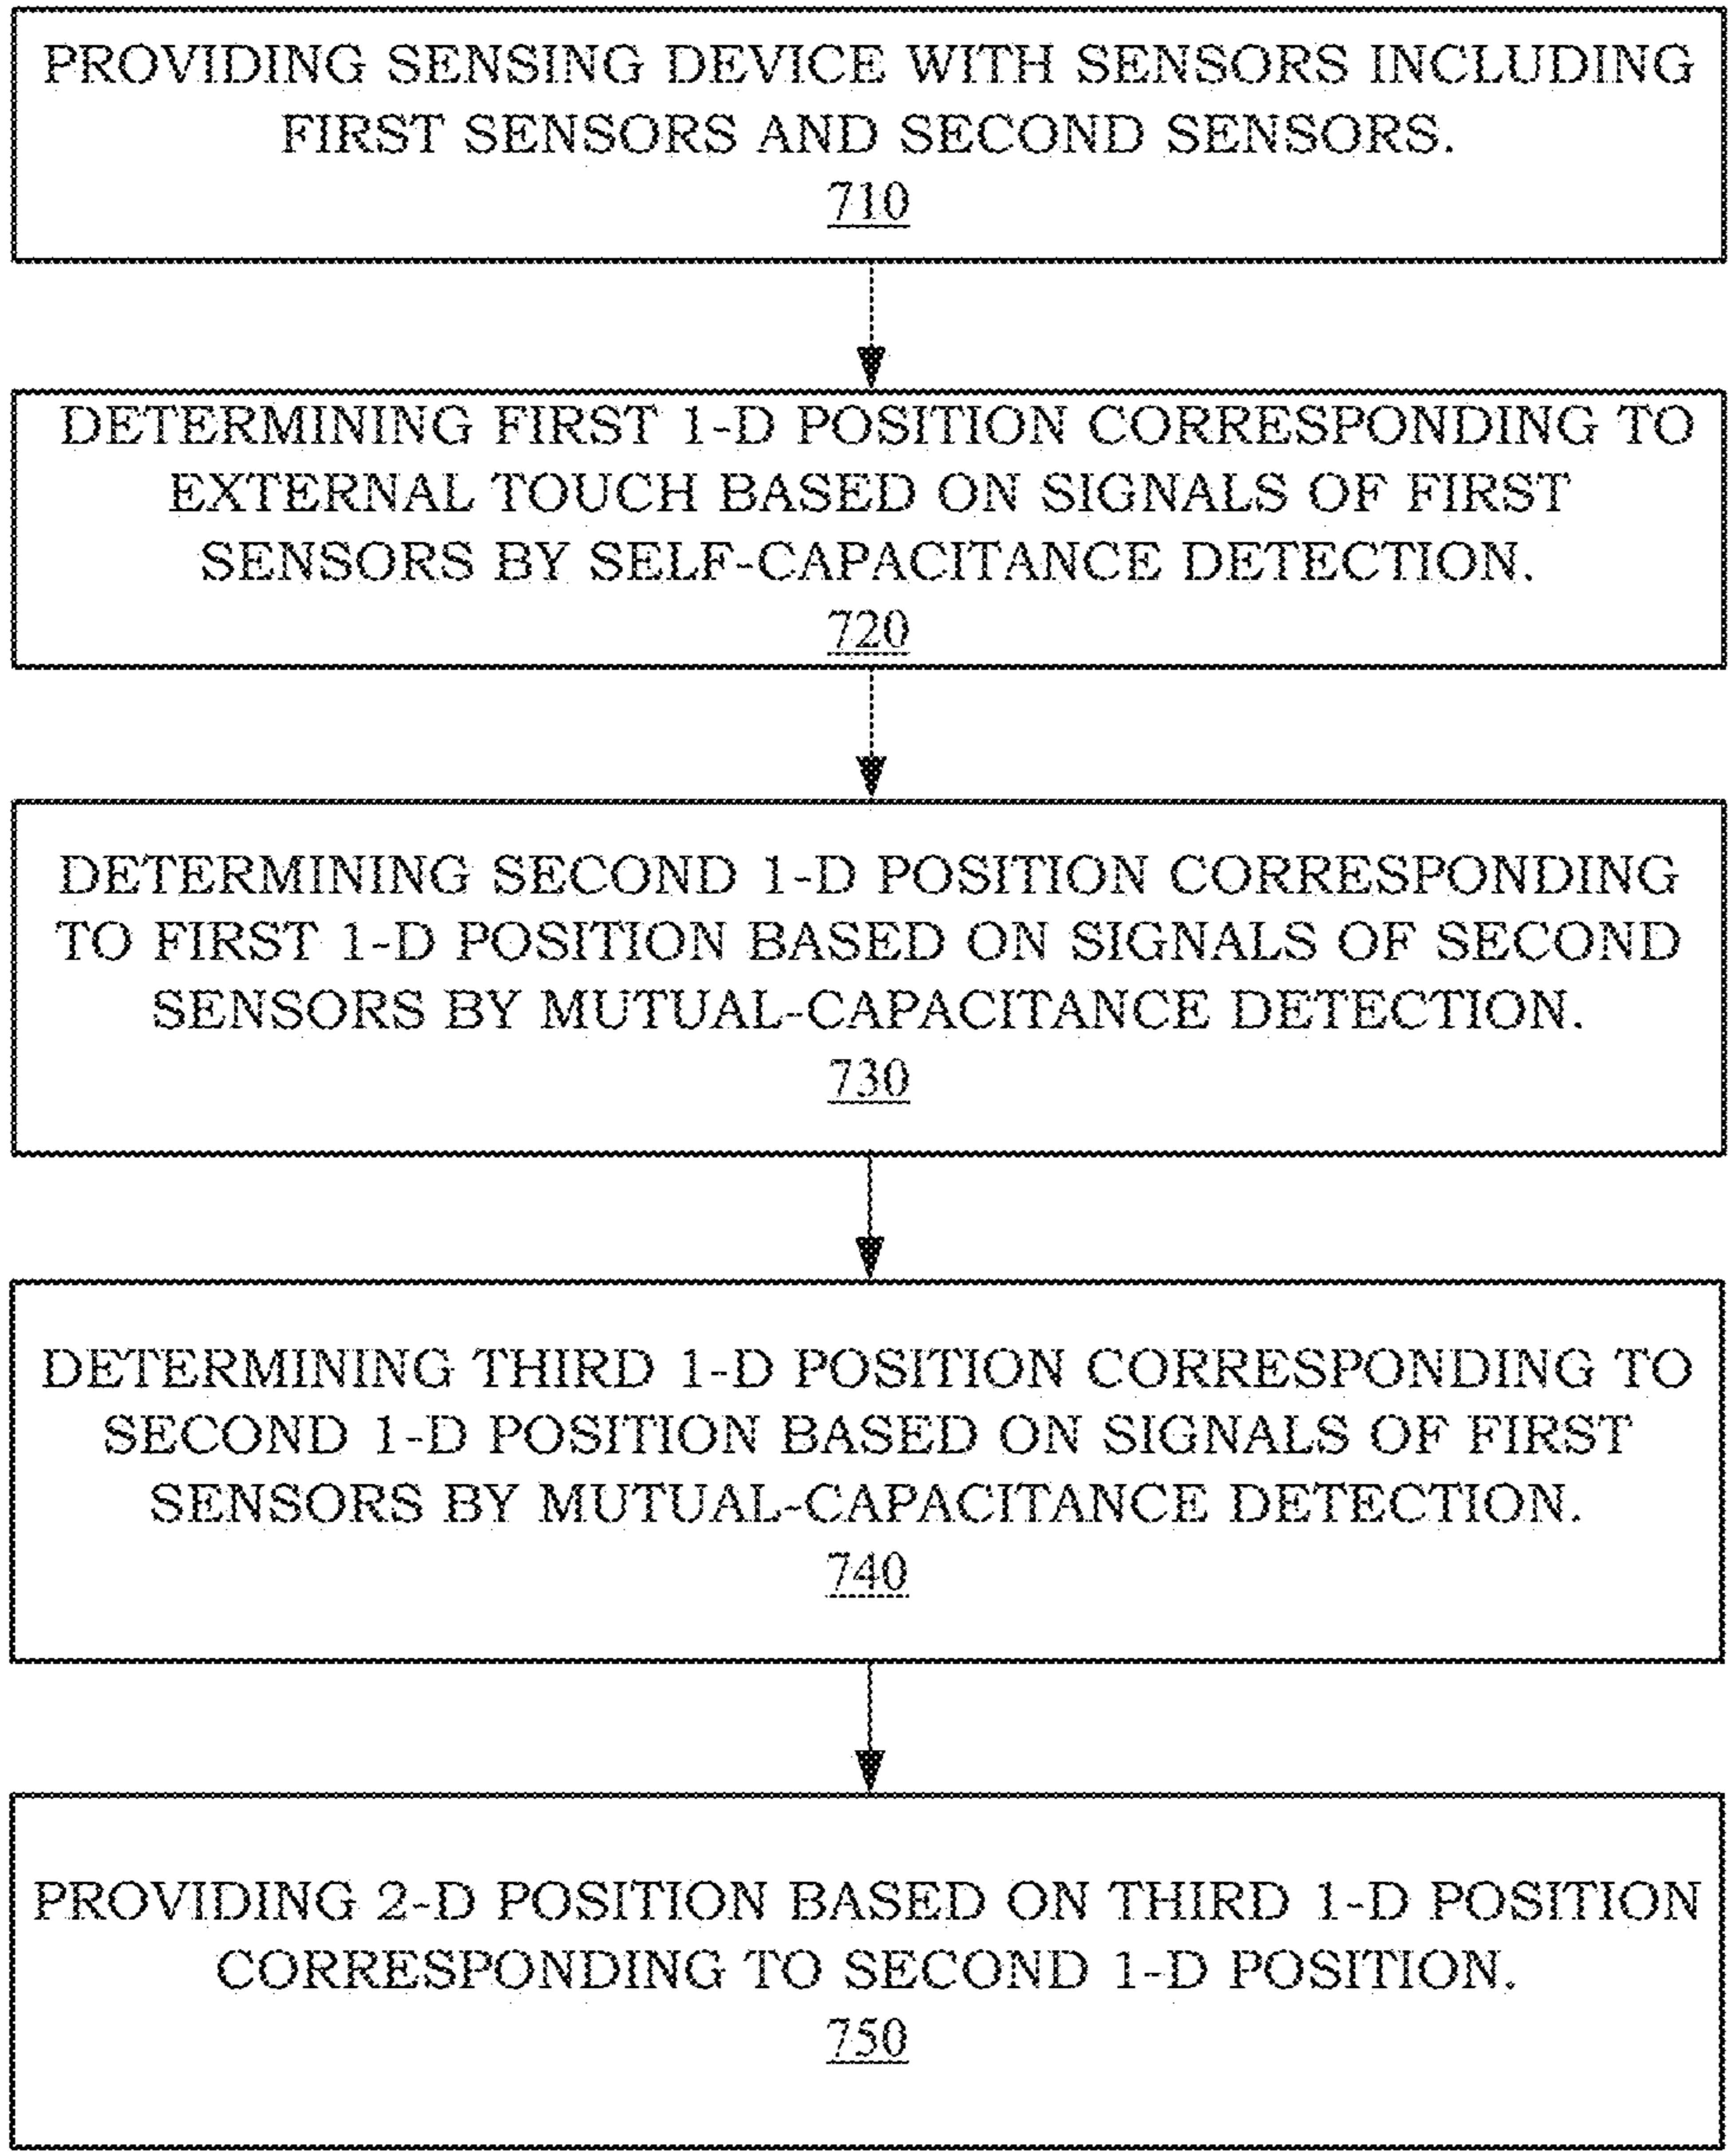 PROVIDING SENSING DEVICE WITH SENSORS INCLUDING
FIRST SENSORS AND SECOND SENSORS.
710
DETERMINING FIRST 1-D POSITION CORRESPONDING TO
EXTERNAL TOUCH BASED ON SIGNALS OF FIRST
SENSORS BY SELF-CAPACITANCE DETECTION.
720
DETERMINING SECOND 1-D POSITION CORRESPONDING
TO FIRST 1-D POSITION BASED ON SIGNALS OF SECOND
SENSORS BY MUTUAL-CAPACITANCE DETECTION.
730
DETERMINING THIRD 1-D POSITION CORRESPONDING TO
SECOND 1-D POSITION BASED ON SIGNALS OF FIRST
SENSORS BY MUTUAL-CAPACITANCE DETECTION.
740
PROVIDING 2-D POSITION BASED ON THIRD 1-D POSITION
CORRESPONDING TO SECOND 1-D POSITION.
750